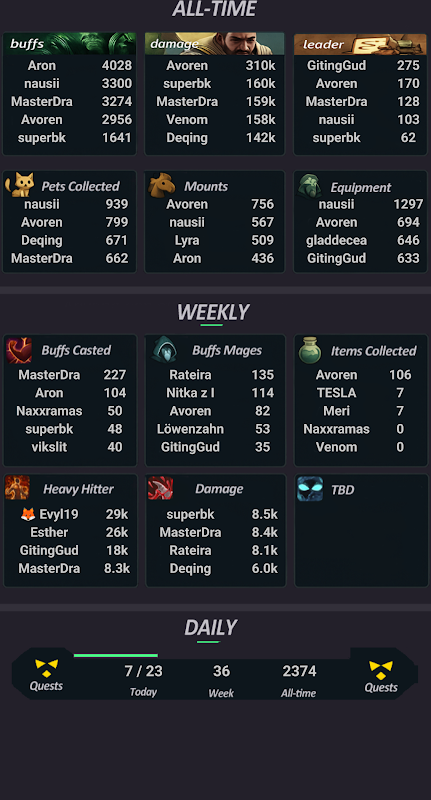 ALL-TIME
buffs damage leader
Aron 4028 Avoren 310k GitingGud 275
nausii 3300 superbk 160k Avoren 170
MasterDra 3274 MasterDra 159k MasterDra 128
Avoren 2956 Venom 158k nausii 103
superbk 1641 Deqing 142k superbk 62
Pets Collected Mounts Equipment
nausii 939 Avoren 756 nausii 1297
Avoren 799 nausii 567 Avoren 694
Deqing 671 Lyra 509 gladdecea 646
MasterDra 662 Aron 436 GitingGud 633
WEEKLY
Buffs Casted Buffs Mages Items Collected
MasterDra 227 Rateira 135 Avoren 106
Aron 104 Nitka z I 114 TESLA 7
Naxxramas 50 Avoren 82 Meri 7
superbk 48 Löwenzahn 53 Naxxramas 0
vikslit 40 GitingGud 35 Venom 0
Heavy Hitter Damage TBD
🦊 Evyl19 29k superbk 8.5k
Esther 26k MasterDra 8.4k
GitingGud 18k Rateira 8.1k
MasterDra 8.3k Deqing 6.0k
DAILY
7 / 23 36 2374
Quests Today Week All-time Quests